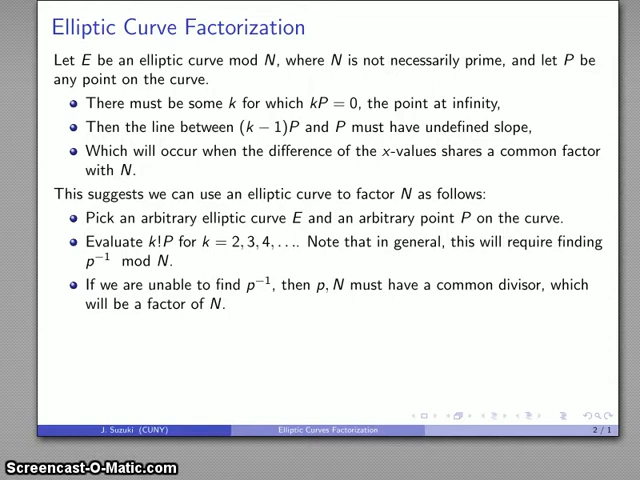 Elliptic Curve Factorization
Let E be an elliptic curve mod N, where N is not necessarily prime, and let P be
any point on the curve.
There must be some k for which kP = 0, the point at infinity,
Then the line between (k − 1)P and P must have undefined slope,
Which will occur when the difference of the x-values shares a common factor
with N.
This suggests we can use an elliptic curve to factor N as follows:
Pick an arbitrary elliptic curve E and an arbitrary point P on the curve.
Evaluate k!P for k = 2, 3, 4, . . .. Note that in general, this will require finding
p⁻¹ mod N.
If we are unable to find p⁻¹, then p, N must have a common divisor, which
will be a factor of N.
J. Suzuki (CUNY) Elliptic Curves Factorization 2 / 1
Screencast-O-Matic.com